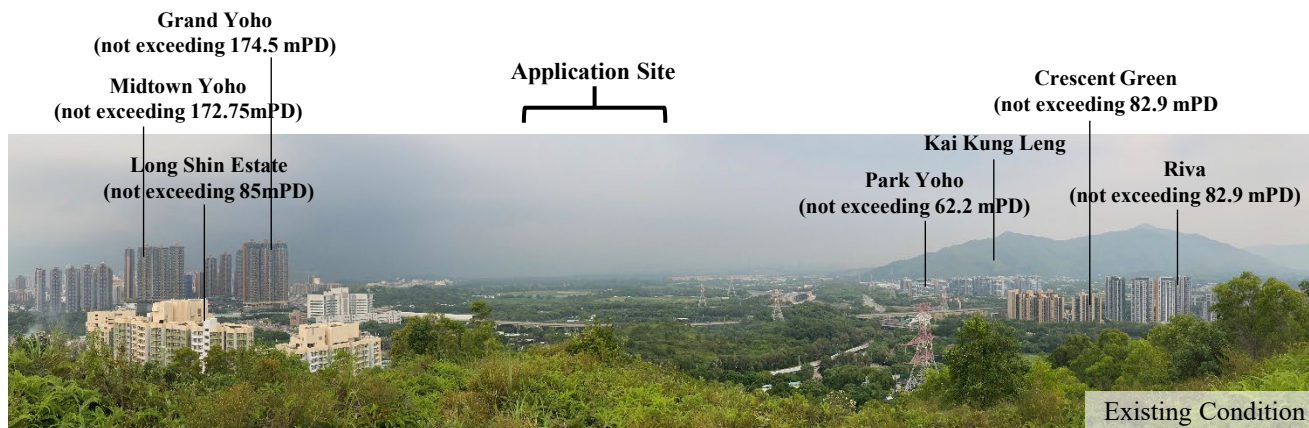 Grand Yoho
(not exceeding 174.5 mPD)
Midtown Yoho
(not exceeding 172.75mPD)
Long Shin Estate
(not exceeding 85mPD)
Application Site
Kai Kung Leng
Park Yoho
(not exceeding 62.2 mPD)
Crescent Green
(not exceeding 82.9 mPD
Riva
(not exceeding 82.9 mPD)
Existing Condition